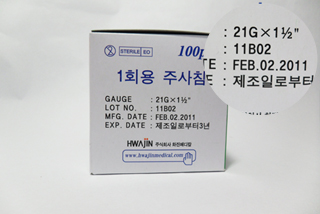 STERILE EO
100p
1회용 주사침
GAUGE : 21G×1½"
LOT NO. : 11B02
MFG. DATE : FEB.02.2011
EXP. DATE : 제조일로부터3년
HWAJIN 주식회사 화진메디칼
www.hwajinmedical.com
: 21G×1½"
: 11B02
TE : FEB.02.2011
E : 제조일로부터